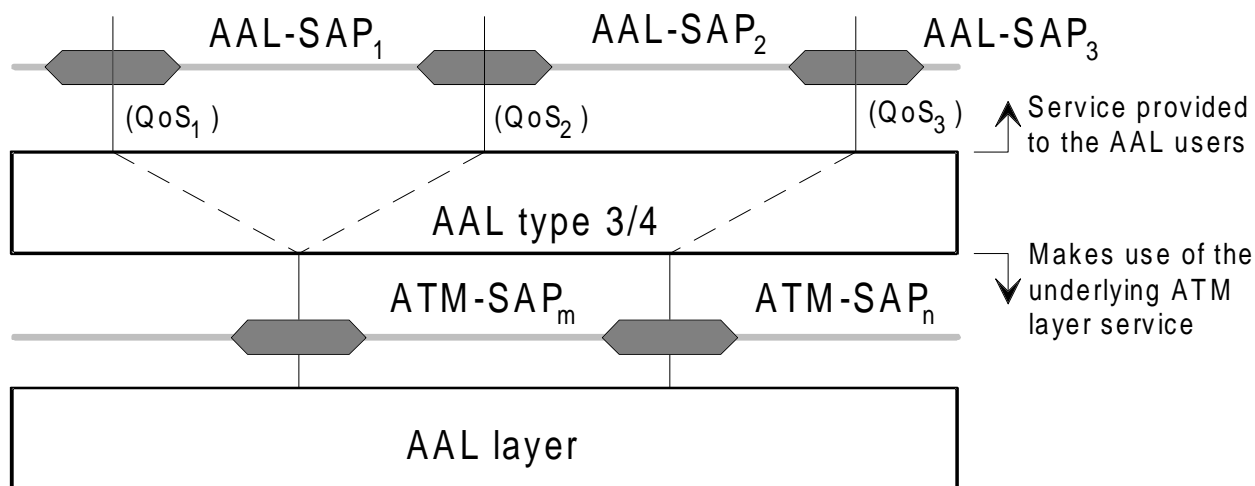 AAL-SAP1 AAL-SAP2 AAL-SAP3
(QoS1) (QoS2) (QoS3)
Service provided
to the AAL users
AAL type 3/4
Makes use of the
underlying ATM
layer service
ATM-SAPm ATM-SAPn
AAL layer